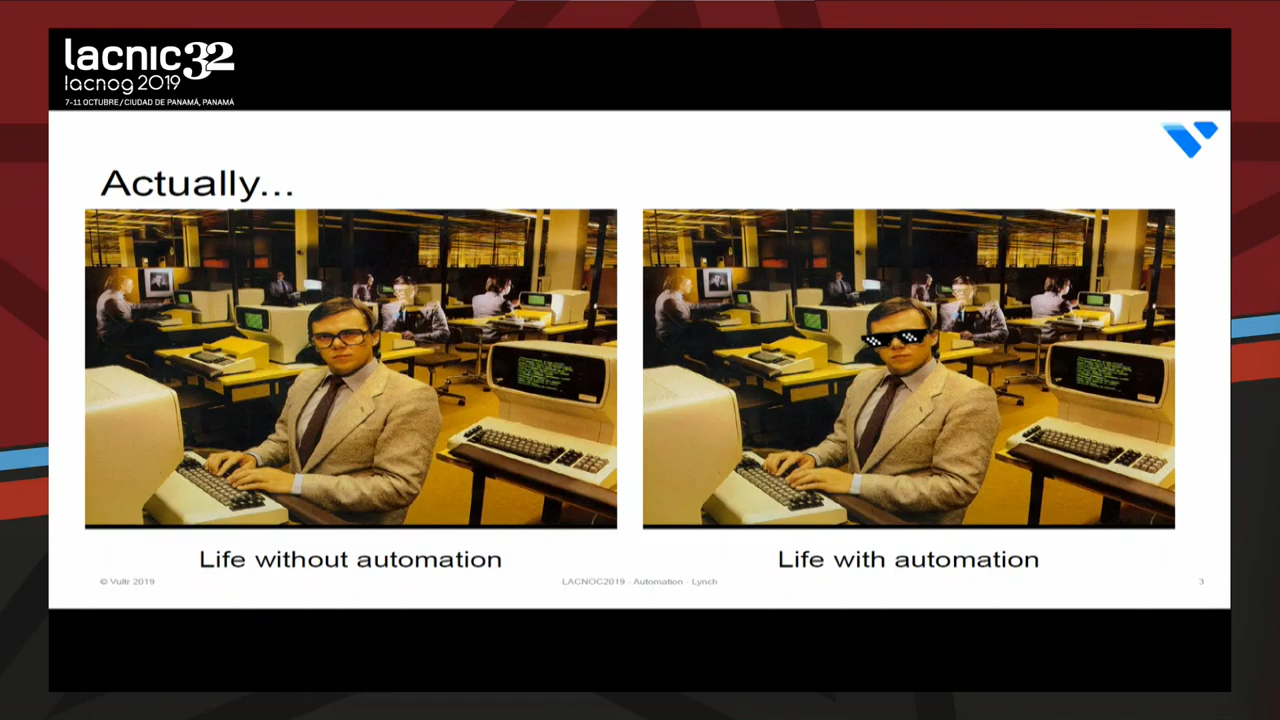 lacnic32
lacnog 2019
7-11 OCTUBRE / CIUDAD DE PANAMÁ, PANAMÁ
Actually...
Life without automation
Life with automation
© Vultr 2019
LACNOC2019 - Automation - Lynch
3